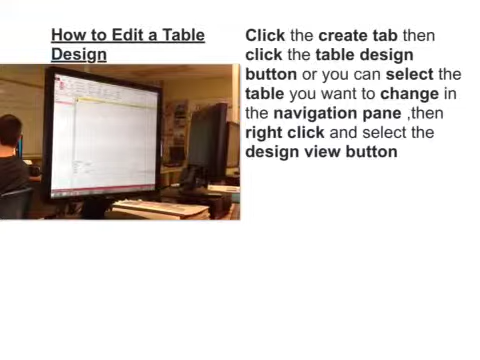 How to Edit a Table
Design
Click the create tab then
click the table design
button or you can select the
table you want to change in
the navigation pane ,then
right click and select the
design view button